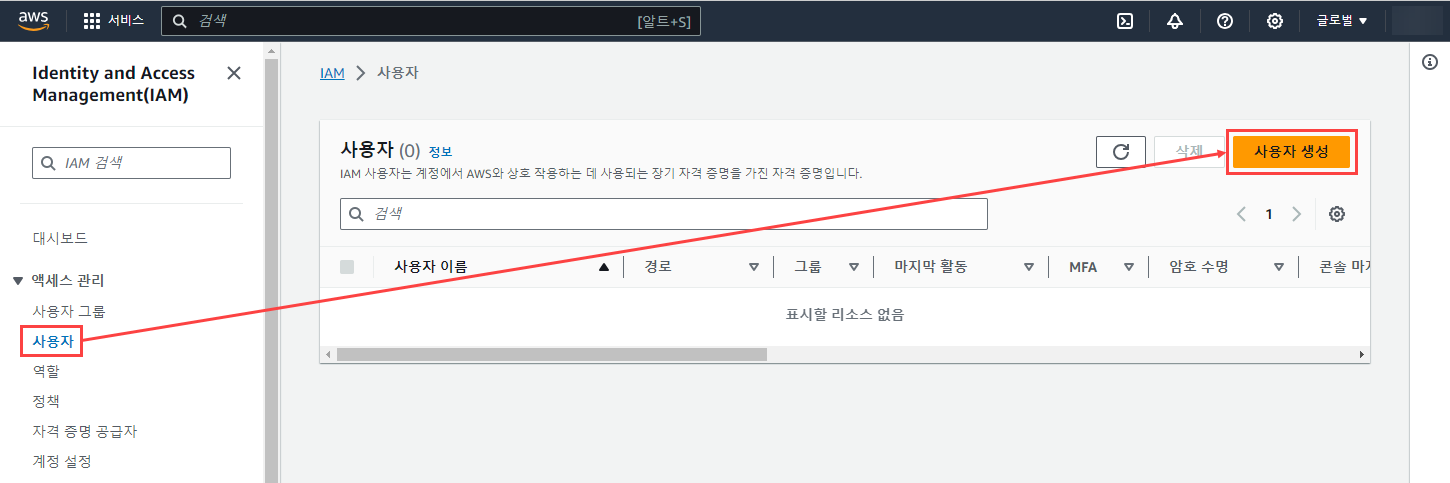 aws 서비스 검색 [알트+S] 글로벌
Identity and Access
Management(IAM)
IAM 검색
대시보드
액세스 관리
사용자 그룹
사용자
역할
정책
자격 증명 공급자
계정 설정
IAM 사용자
사용자 (0) 정보 삭제 사용자 생성
IAM 사용자는 계정에서 AWS와 상호 작용하는 데 사용되는 장기 자격 증명을 가진 자격 증명입니다.
검색 1
사용자 이름 경로 그룹 마지막 활동 MFA 암호 수명 콘솔 마지
표시할 리소스 없음